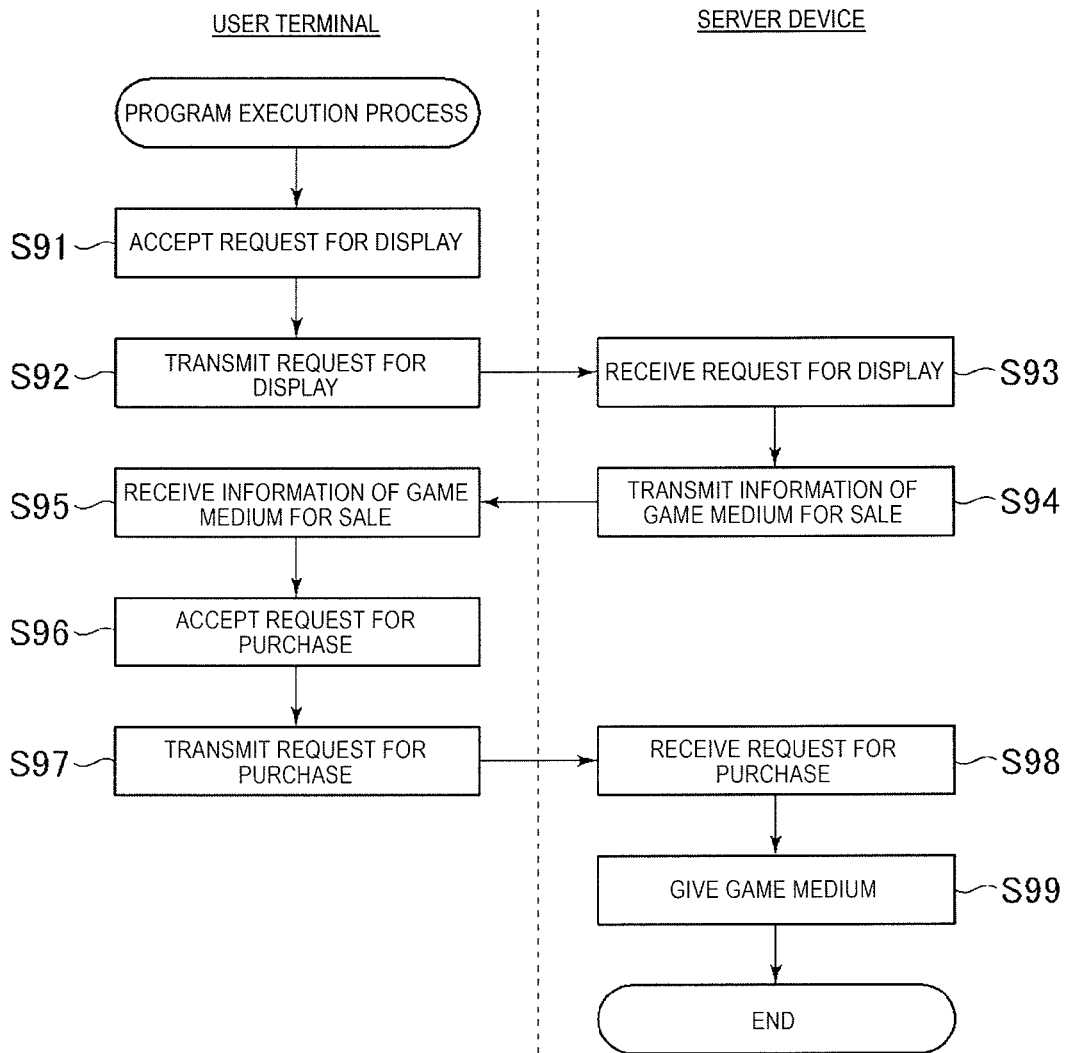 USER TERMINAL
SERVER DEVICE
PROGRAM EXECUTION PROCESS
S91
ACCEPT REQUEST FOR DISPLAY
S92
TRANSMIT REQUEST FOR
DISPLAY
RECEIVE REQUEST FOR DISPLAY
S93
S95
RECEIVE INFORMATION OF GAME
MEDIUM FOR SALE
TRANSMIT INFORMATION OF
GAME MEDIUM FOR SALE
S94
S96
ACCEPT REQUEST FOR
PURCHASE
S97
TRANSMIT REQUEST FOR
PURCHASE
RECEIVE REQUEST FOR
PURCHASE
S98
GIVE GAME MEDIUM
S99
END